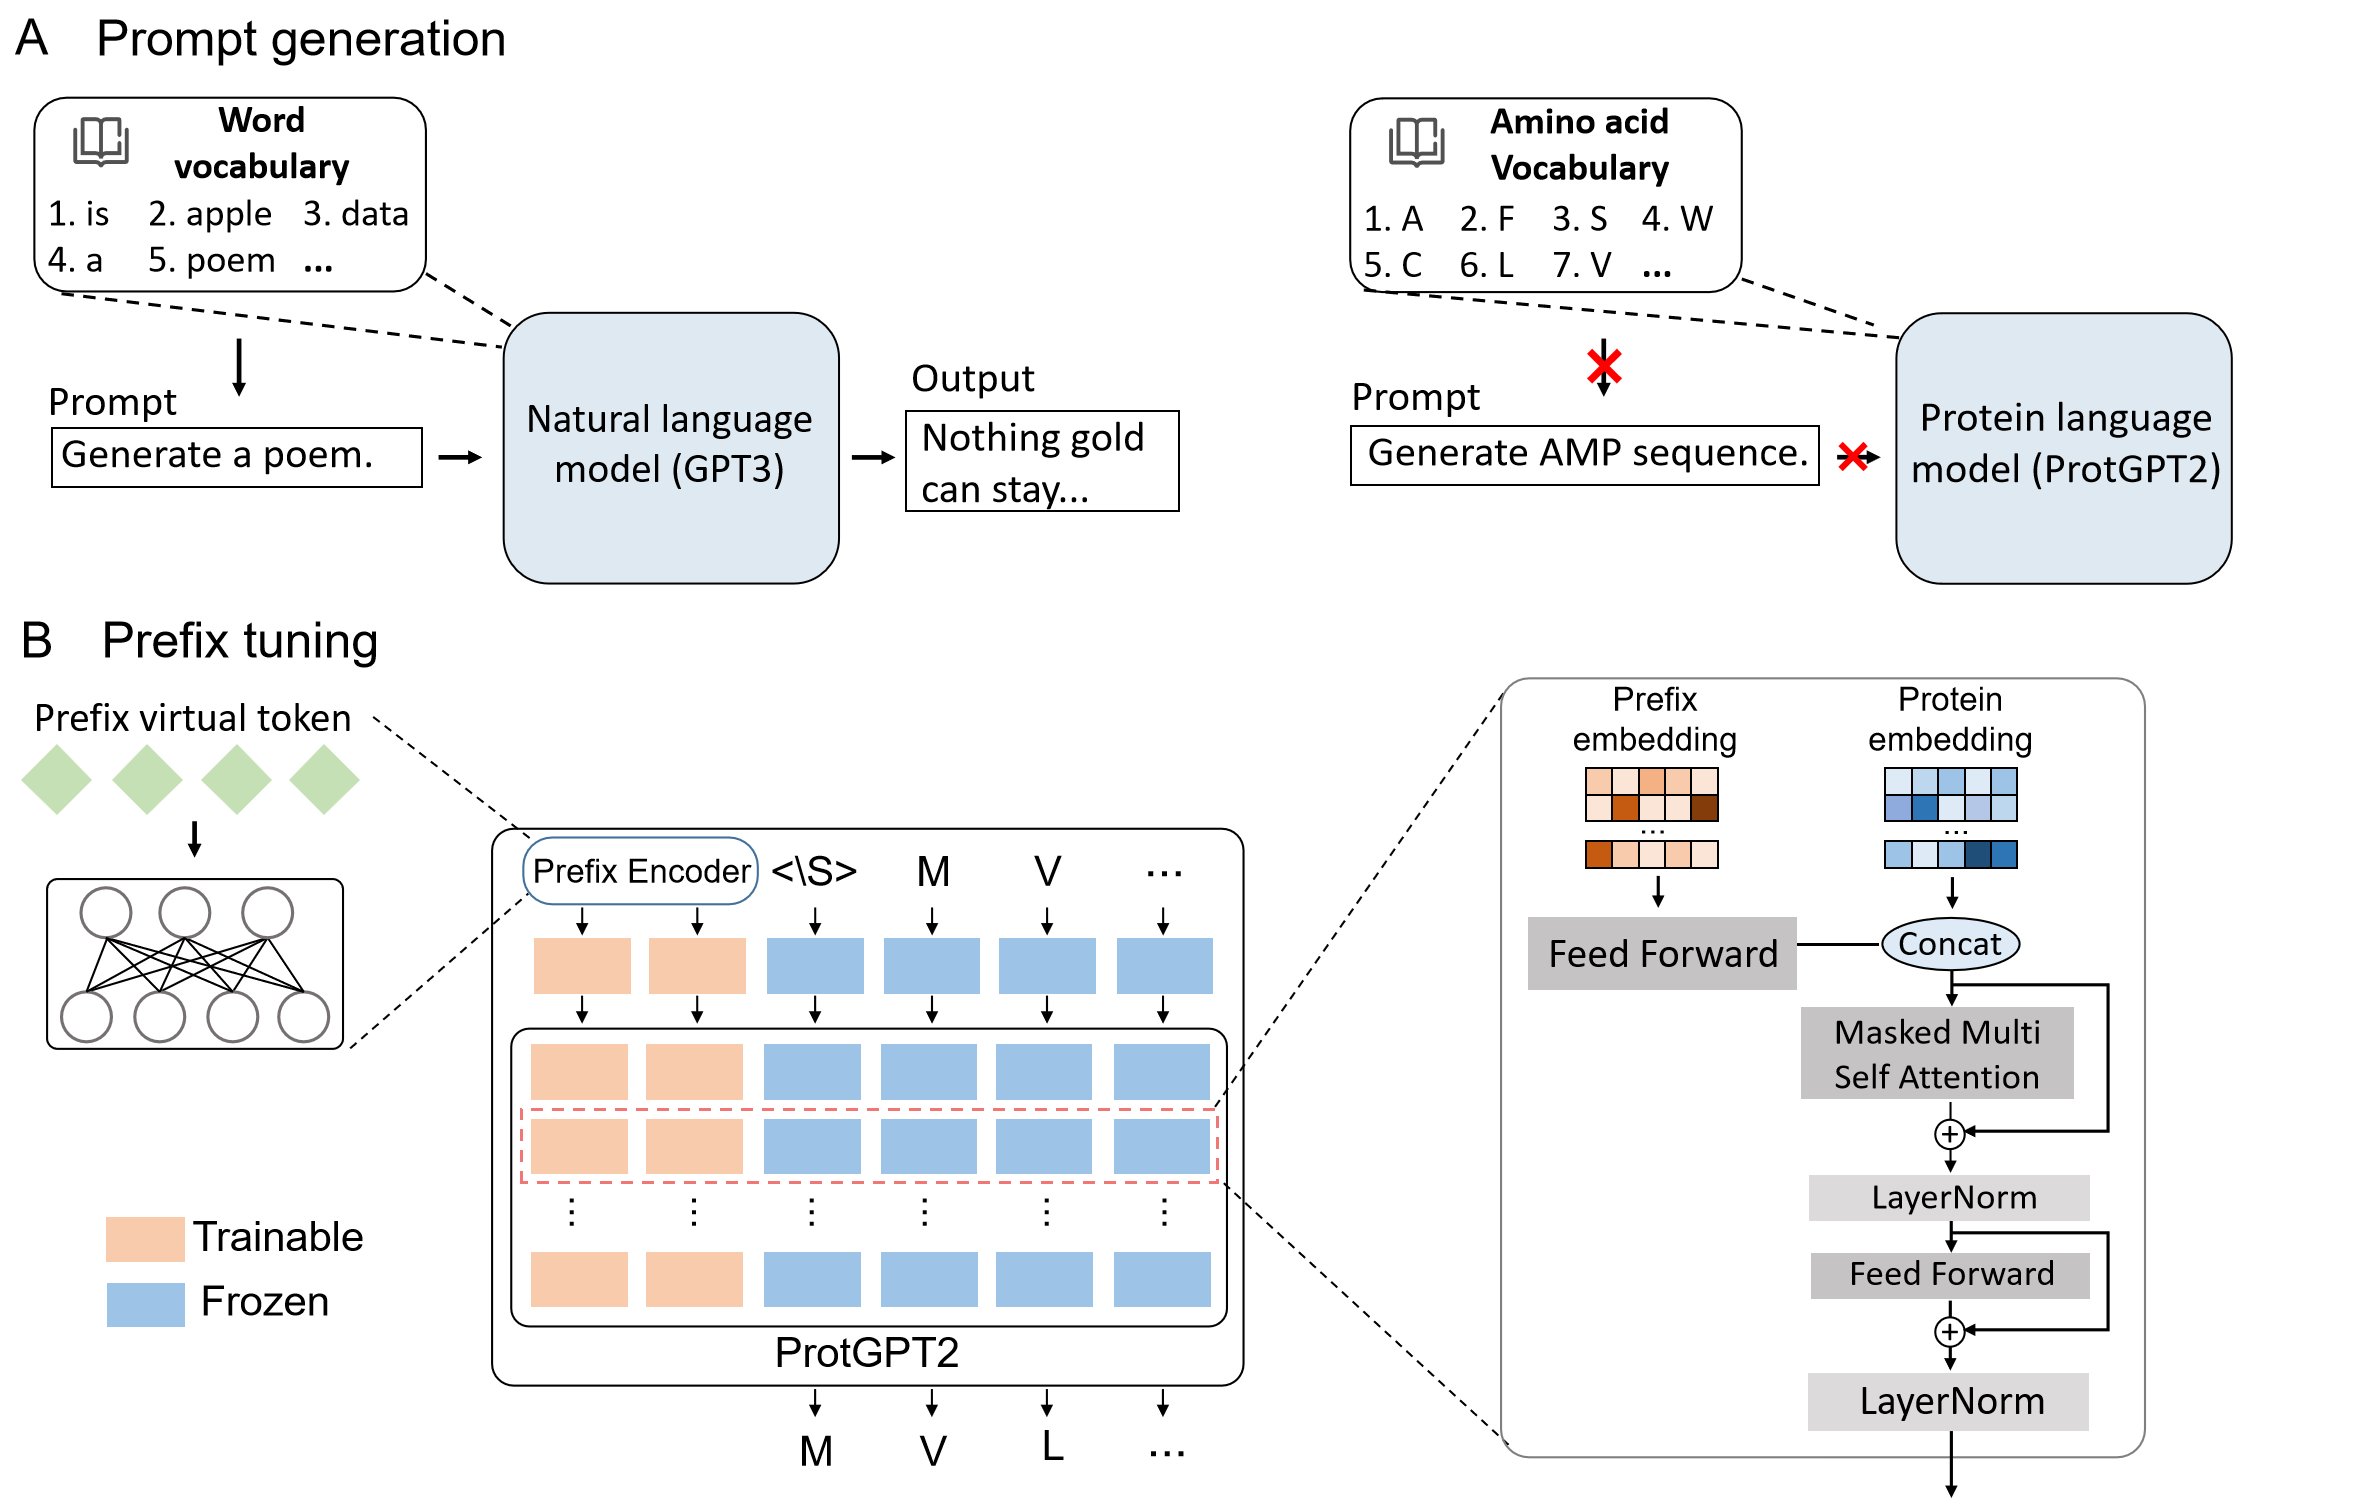 A Prompt generation
Word
vocabulary
1. is 2. apple 3. data
4. a 5. poem ...
Prompt
Generate a poem.
Natural language
model (GPT3)
Output
Nothing gold
can stay...
Amino acid
Vocabulary
1. A 2. F 3. S 4. W
5. C 6. L 7. V ...
Prompt
Generate AMP sequence.
Protein language
model (ProtGPT2)
B Prefix tuning
Prefix virtual token
Trainable
Frozen
Prefix Encoder <\S> M V ...
ProtGPT2
M V L ...
Prefix
embedding
...
Protein
embedding
...
Feed Forward
Concat
Masked Multi
Self Attention
+
LayerNorm
Feed Forward
+
LayerNorm